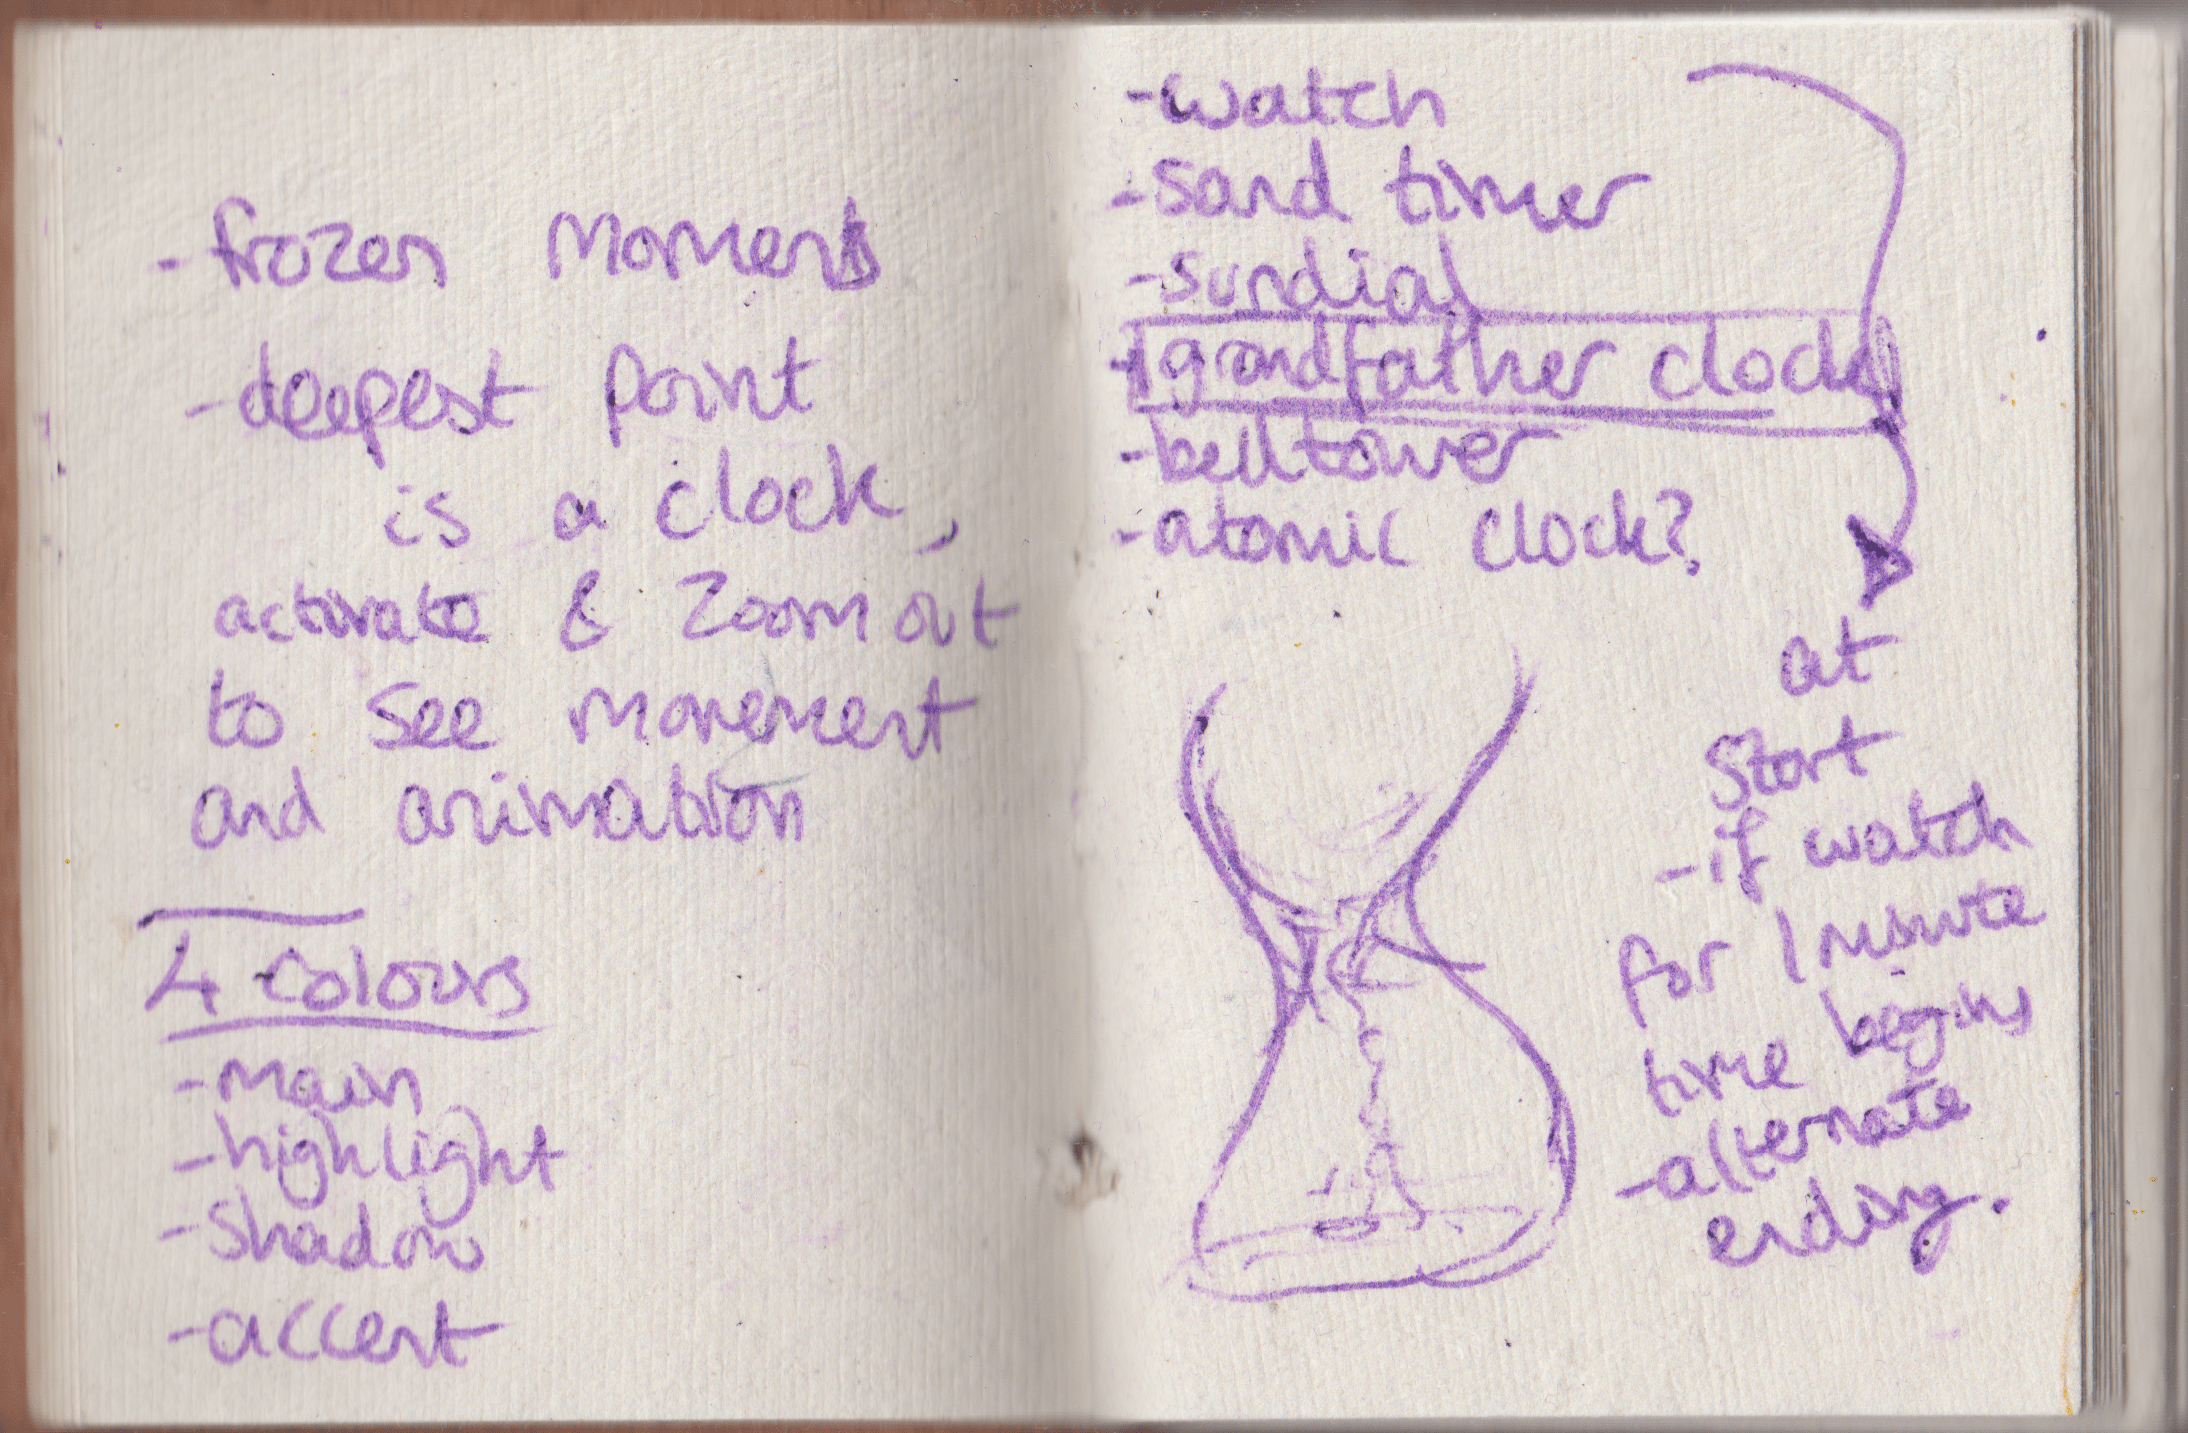 - frozen moments
- deepest point
is a clock,
activate & zoom out
to see movement
and animation
4 colours
- main
- highlight
- shadow
- accent
- watch
- sand timer
- sundial
- grandfather clock
- belltower
- atomic clock?
at
start
- if watch
for 1 minute
time begins
- alternate
ending.